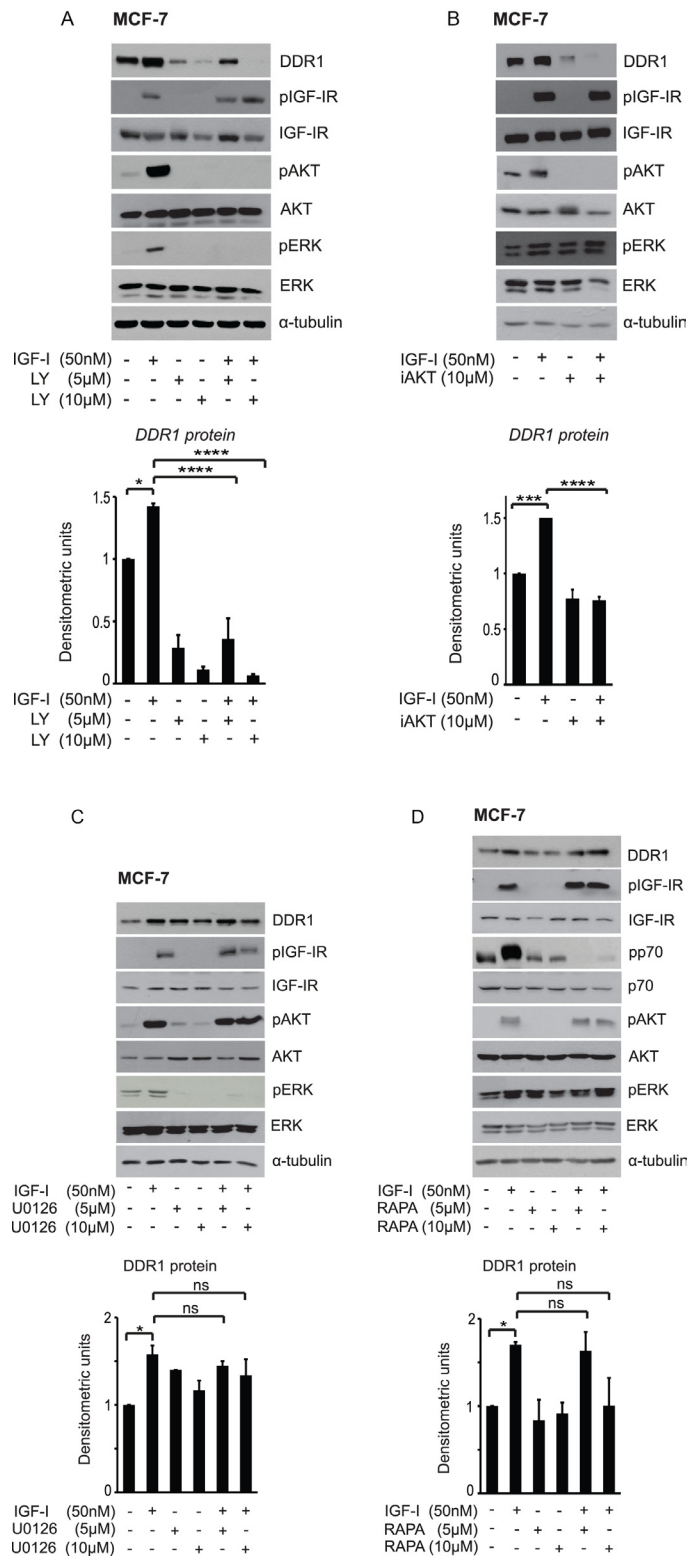 A
MCF-7
DDR1
pIGF-IR
IGF-IR
pAKT
AKT
pERK
ERK
α-tubulin
IGF-I (50nM) - + - - + +
LY (5µM) - - + - + -
LY (10µM) - - - + - +
DDR1 protein
****
****
*
Densitometric units
1.5
1
0.5
0
IGF-I (50nM) - + - - + +
LY (5µM) - - + - + -
LY (10µM) - - - + - +
B
MCF-7
DDR1
pIGF-IR
IGF-IR
pAKT
AKT
pERK
ERK
α-tubulin
IGF-I (50nM) - + - +
iAKT (10µM) - - + +
DDR1 protein
*** ****
Densitometric units
1.5
1
0.5
0
IGF-I (50nM) - + - +
iAKT (10µM) - - + +
C
MCF-7
DDR1
pIGF-IR
IGF-IR
pAKT
AKT
pERK
ERK
α-tubulin
IGF-I (50nM) - + - - + +
U0126 (5µM) - - + - + -
U0126 (10µM) - - - + - +
DDR1 protein
ns
ns
*
Densitometric units
2
1
0
IGF-I (50nM) - + - - + +
U0126 (5µM) - - + - + -
U0126 (10µM) - - - + - +
D
MCF-7
DDR1
pIGF-IR
IGF-IR
pp70
p70
pAKT
AKT
pERK
ERK
α-tubulin
IGF-I (50nM) - + - - + +
RAPA (5µM) - - + - + -
RAPA (10µM) - - - + - +
DDR1 protein
ns
ns
*
Densitometric units
2
1
0
IGF-I (50nM) - + - - + +
RAPA (5µM) - - + - + -
RAPA (10µM) - - - + - +